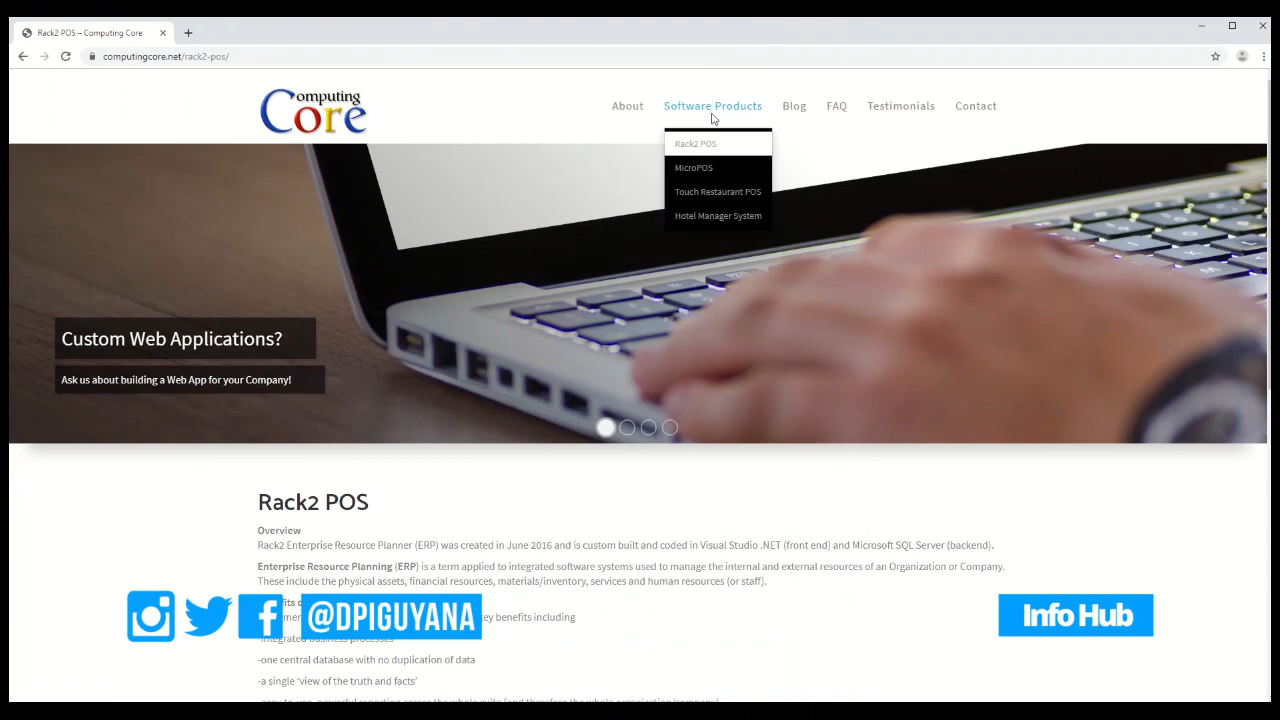 Rack2 POS – Computing Core
computingcore.net/rack2-pos/
Computing
Core
About Software Products Blog FAQ Testimonials Contact
Rack2 POS
MicroPOS
Touch Restaurant POS
Hotel Manager System
Custom Web Applications?
Ask us about building a Web App for your Company!
Rack2 POS
Overview
Rack2 Enterprise Resource Planner (ERP) was created in June 2016 and is custom built and coded in Visual Studio .NET (front end) and Microsoft SQL Server (backend).
Enterprise Resource Planning (ERP) is a term applied to integrated software systems used to manage the internal and external resources of an Organization or Company.
These include the physical assets, financial resources, materials/inventory, services and human resources (or staff).
key benefits including
-integrated business processes
-one central database with no duplication of data
-a single ‘view of the truth and facts’
@DPIGUYANA
Info Hub